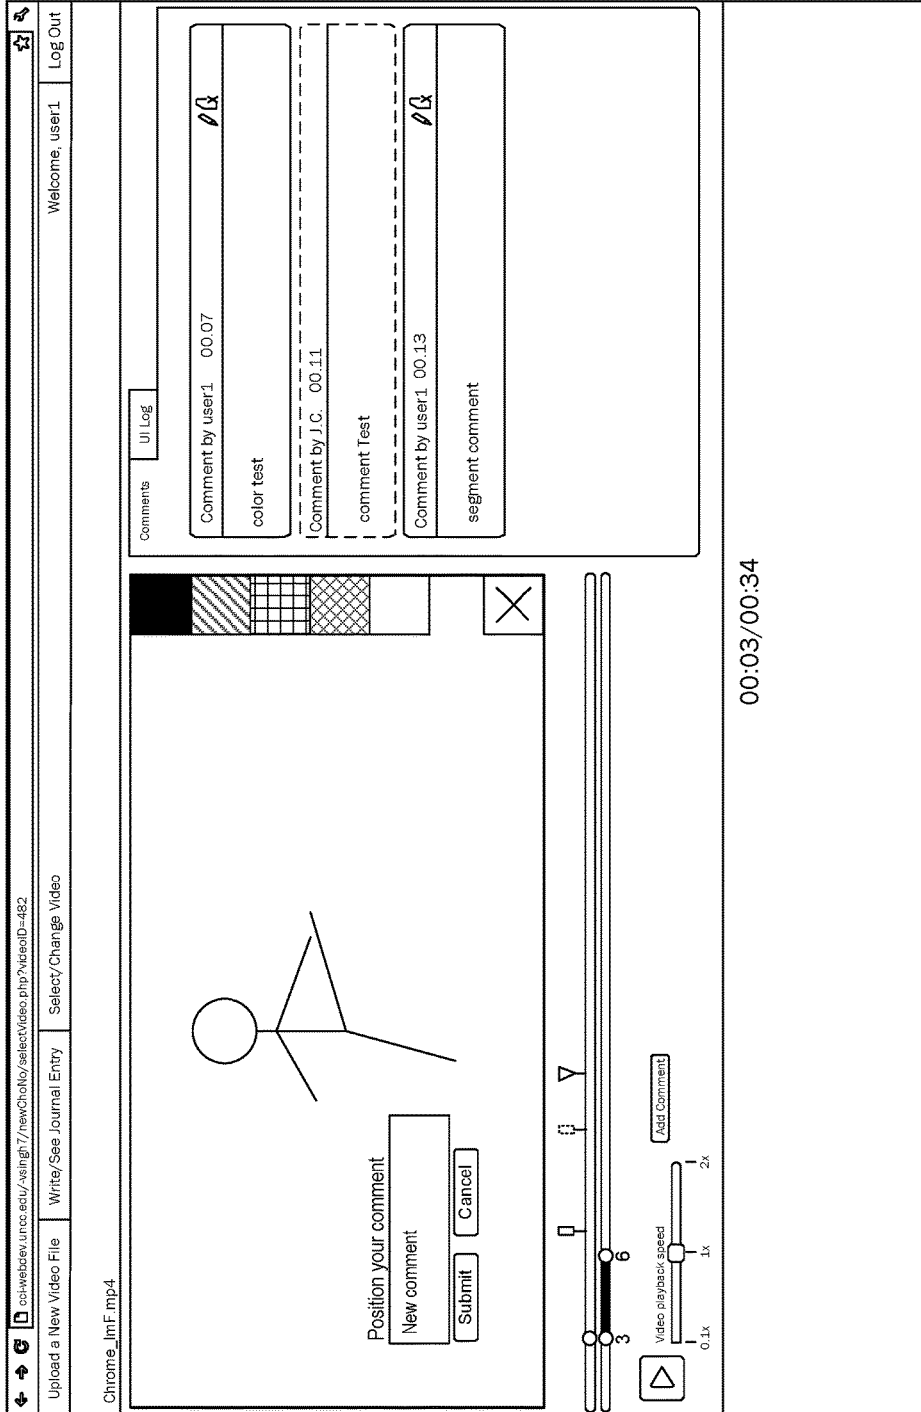 cci-webdev.uncc.edu/~vsingh7/newChoNo/selectVideo.php?videoID=482
Upload a New Video File
Write/See Journal Entry
Select/Change Video
Welcome, user1
Log Out
Chrome_ImF.mp4
Position your comment
New comment
Submit
Cancel
3
6
Video playback speed
0.1x
1x
2x
Add Comment
00:03/00:34
Comments
UI Log
Comment by user1 00.07
color test
Comment by J.C. 00.11
comment Test
Comment by user1 00.13
segment comment